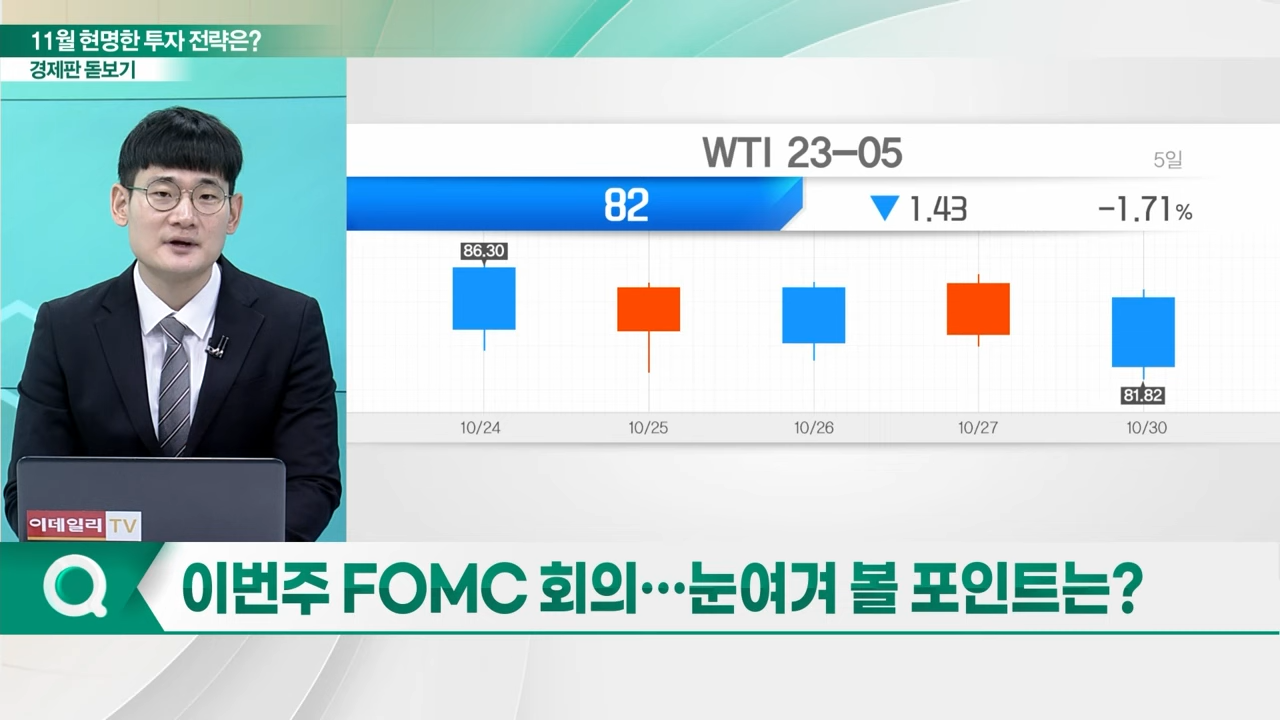 11월 현명한 투자 전략은?
경제판 돋보기
WTI 23-05
5일
82 ▼ 1.43 -1.71%
86.30
81.82
10/24 10/25 10/26 10/27 10/30
이데일리 TV
이번주 FOMC 회의…눈여겨 볼 포인트는?